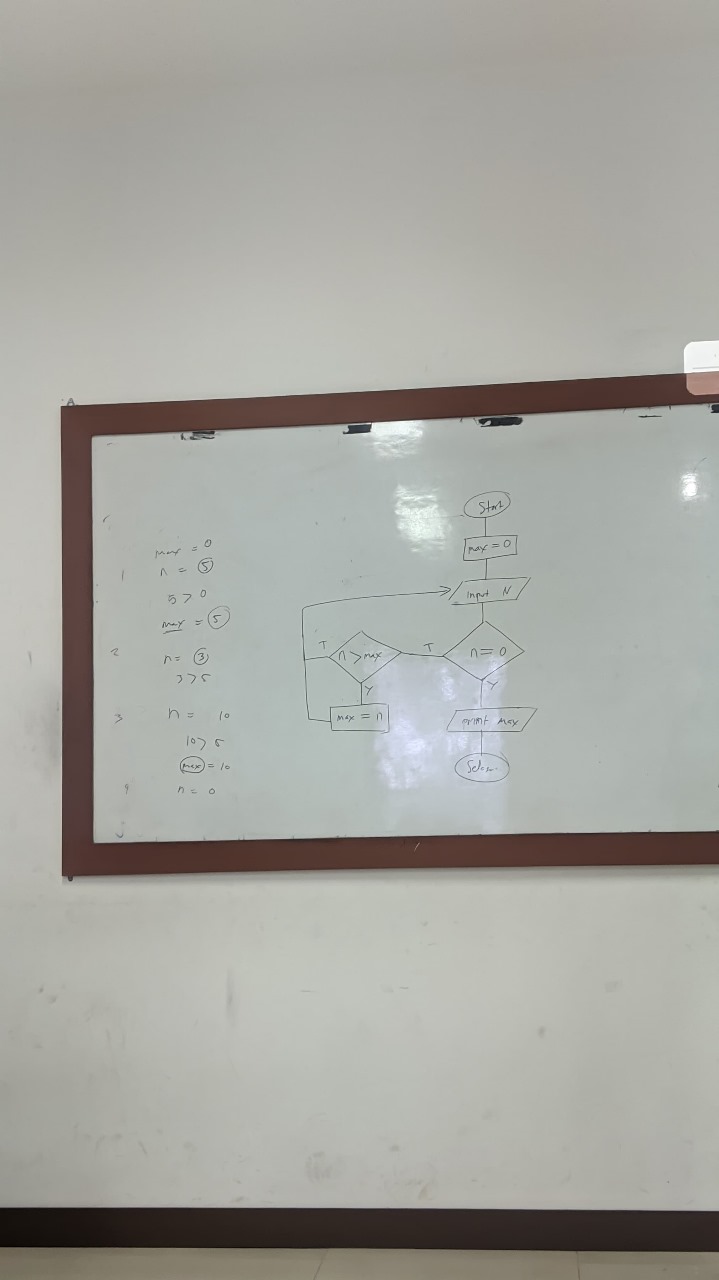 max = 0
1 n = 5
5 > 0
max = 5
2 n = 3
3 > 5
3 n = 10
10 > 5
max = 10
4 n = 0
Start
max = 0
input N
n = 0
T
Y
n > max
T
Y
max = n
print max